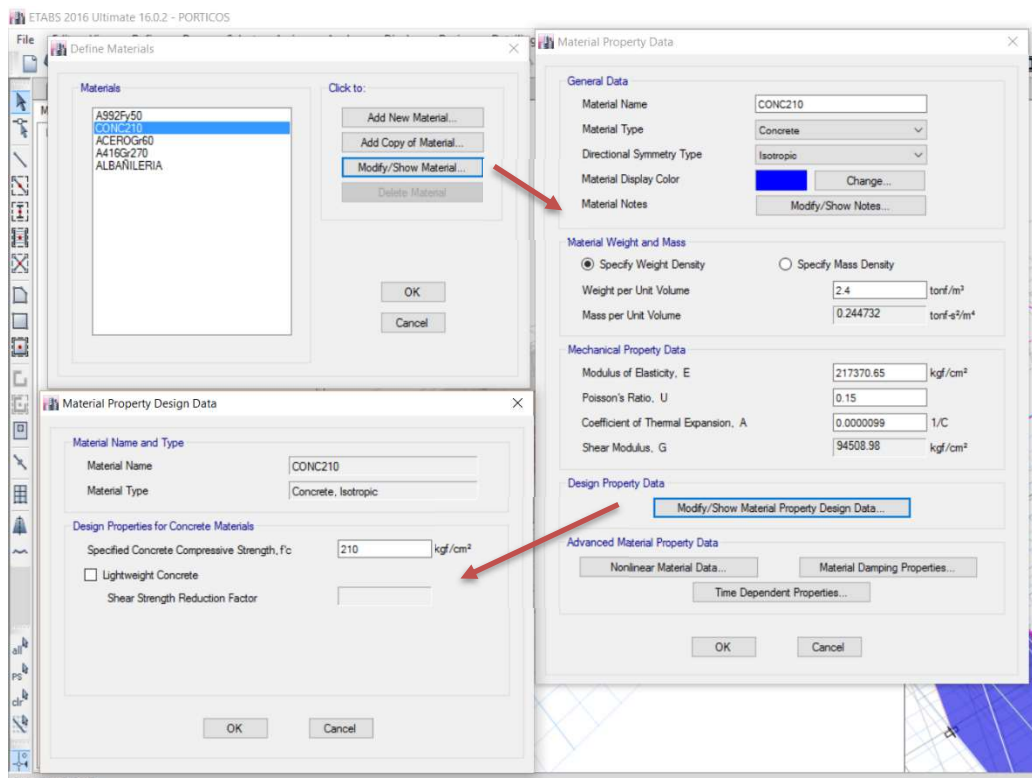 ETABS 2016 Ultimate 16.0.2 - PORTICOS
File
Define Materials
Materials
A992Fy50
CONC210
ACEROGr60
A416Gr270
ALBAÑILERIA
Click to:
Add New Material...
Add Copy of Material...
Modify/Show Material...
Delete Material
OK
Cancel
Material Property Data
General Data
Material Name CONC210
Material Type Concrete
Directional Symmetry Type Isotropic
Material Display Color Change...
Material Notes Modify/Show Notes...
Material Weight and Mass
Specify Weight Density Specify Mass Density
Weight per Unit Volume 2.4 tonf/m³
Mass per Unit Volume 0.244732 tonf-s²/m⁴
Mechanical Property Data
Modulus of Elasticity, E 217370.65 kgf/cm²
Poisson's Ratio, U 0.15
Coefficient of Thermal Expansion, A 0.0000099 1/C
Shear Modulus, G 94508.98 kgf/cm²
Design Property Data
Modify/Show Material Property Design Data...
Advanced Material Property Data
Nonlinear Material Data... Material Damping Properties...
Time Dependent Properties...
OK Cancel
Material Property Design Data
Material Name and Type
Material Name CONC210
Material Type Concrete, Isotropic
Design Properties for Concrete Materials
Specified Concrete Compressive Strength, f'c 210 kgf/cm²
Lightweight Concrete
Shear Strength Reduction Factor
OK Cancel
all
PS
clr